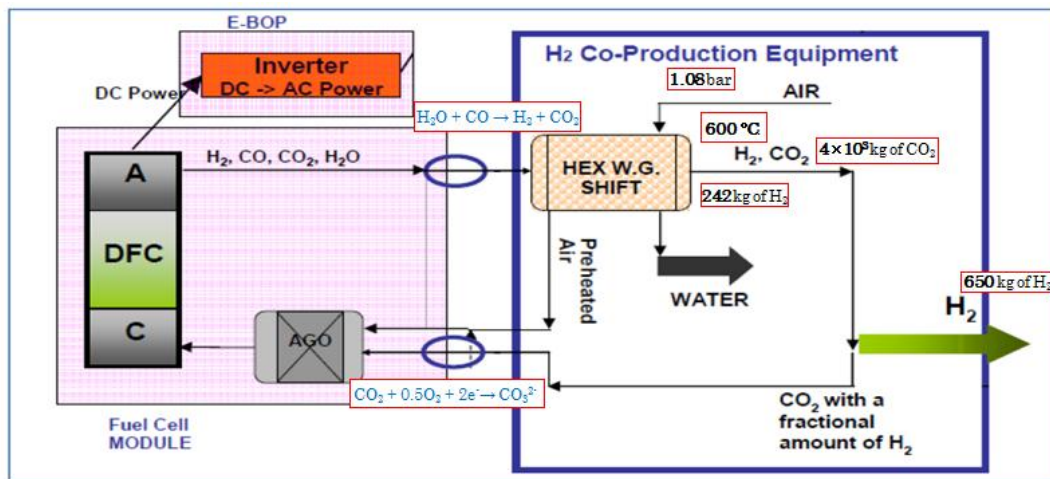 E-BOP
Inverter
DC -> AC Power
DC Power
H2 Co-Production Equipment
1.08bar
AIR
H₂O + CO → H₂ + CO₂
600 °C
H₂, CO, CO₂, H₂O
H₂, CO₂
4×10³kg of CO₂
HEX W.G.
SHIFT
242kg of H₂
A
DFC
C
Preheated
Air
WATER
650 kg of H₂
H₂
AGO
CO₂ + 0.5O₂ + 2e⁻→ CO₃²⁻
CO₂ with a
fractional
amount of H₂
Fuel Cell
MODULE